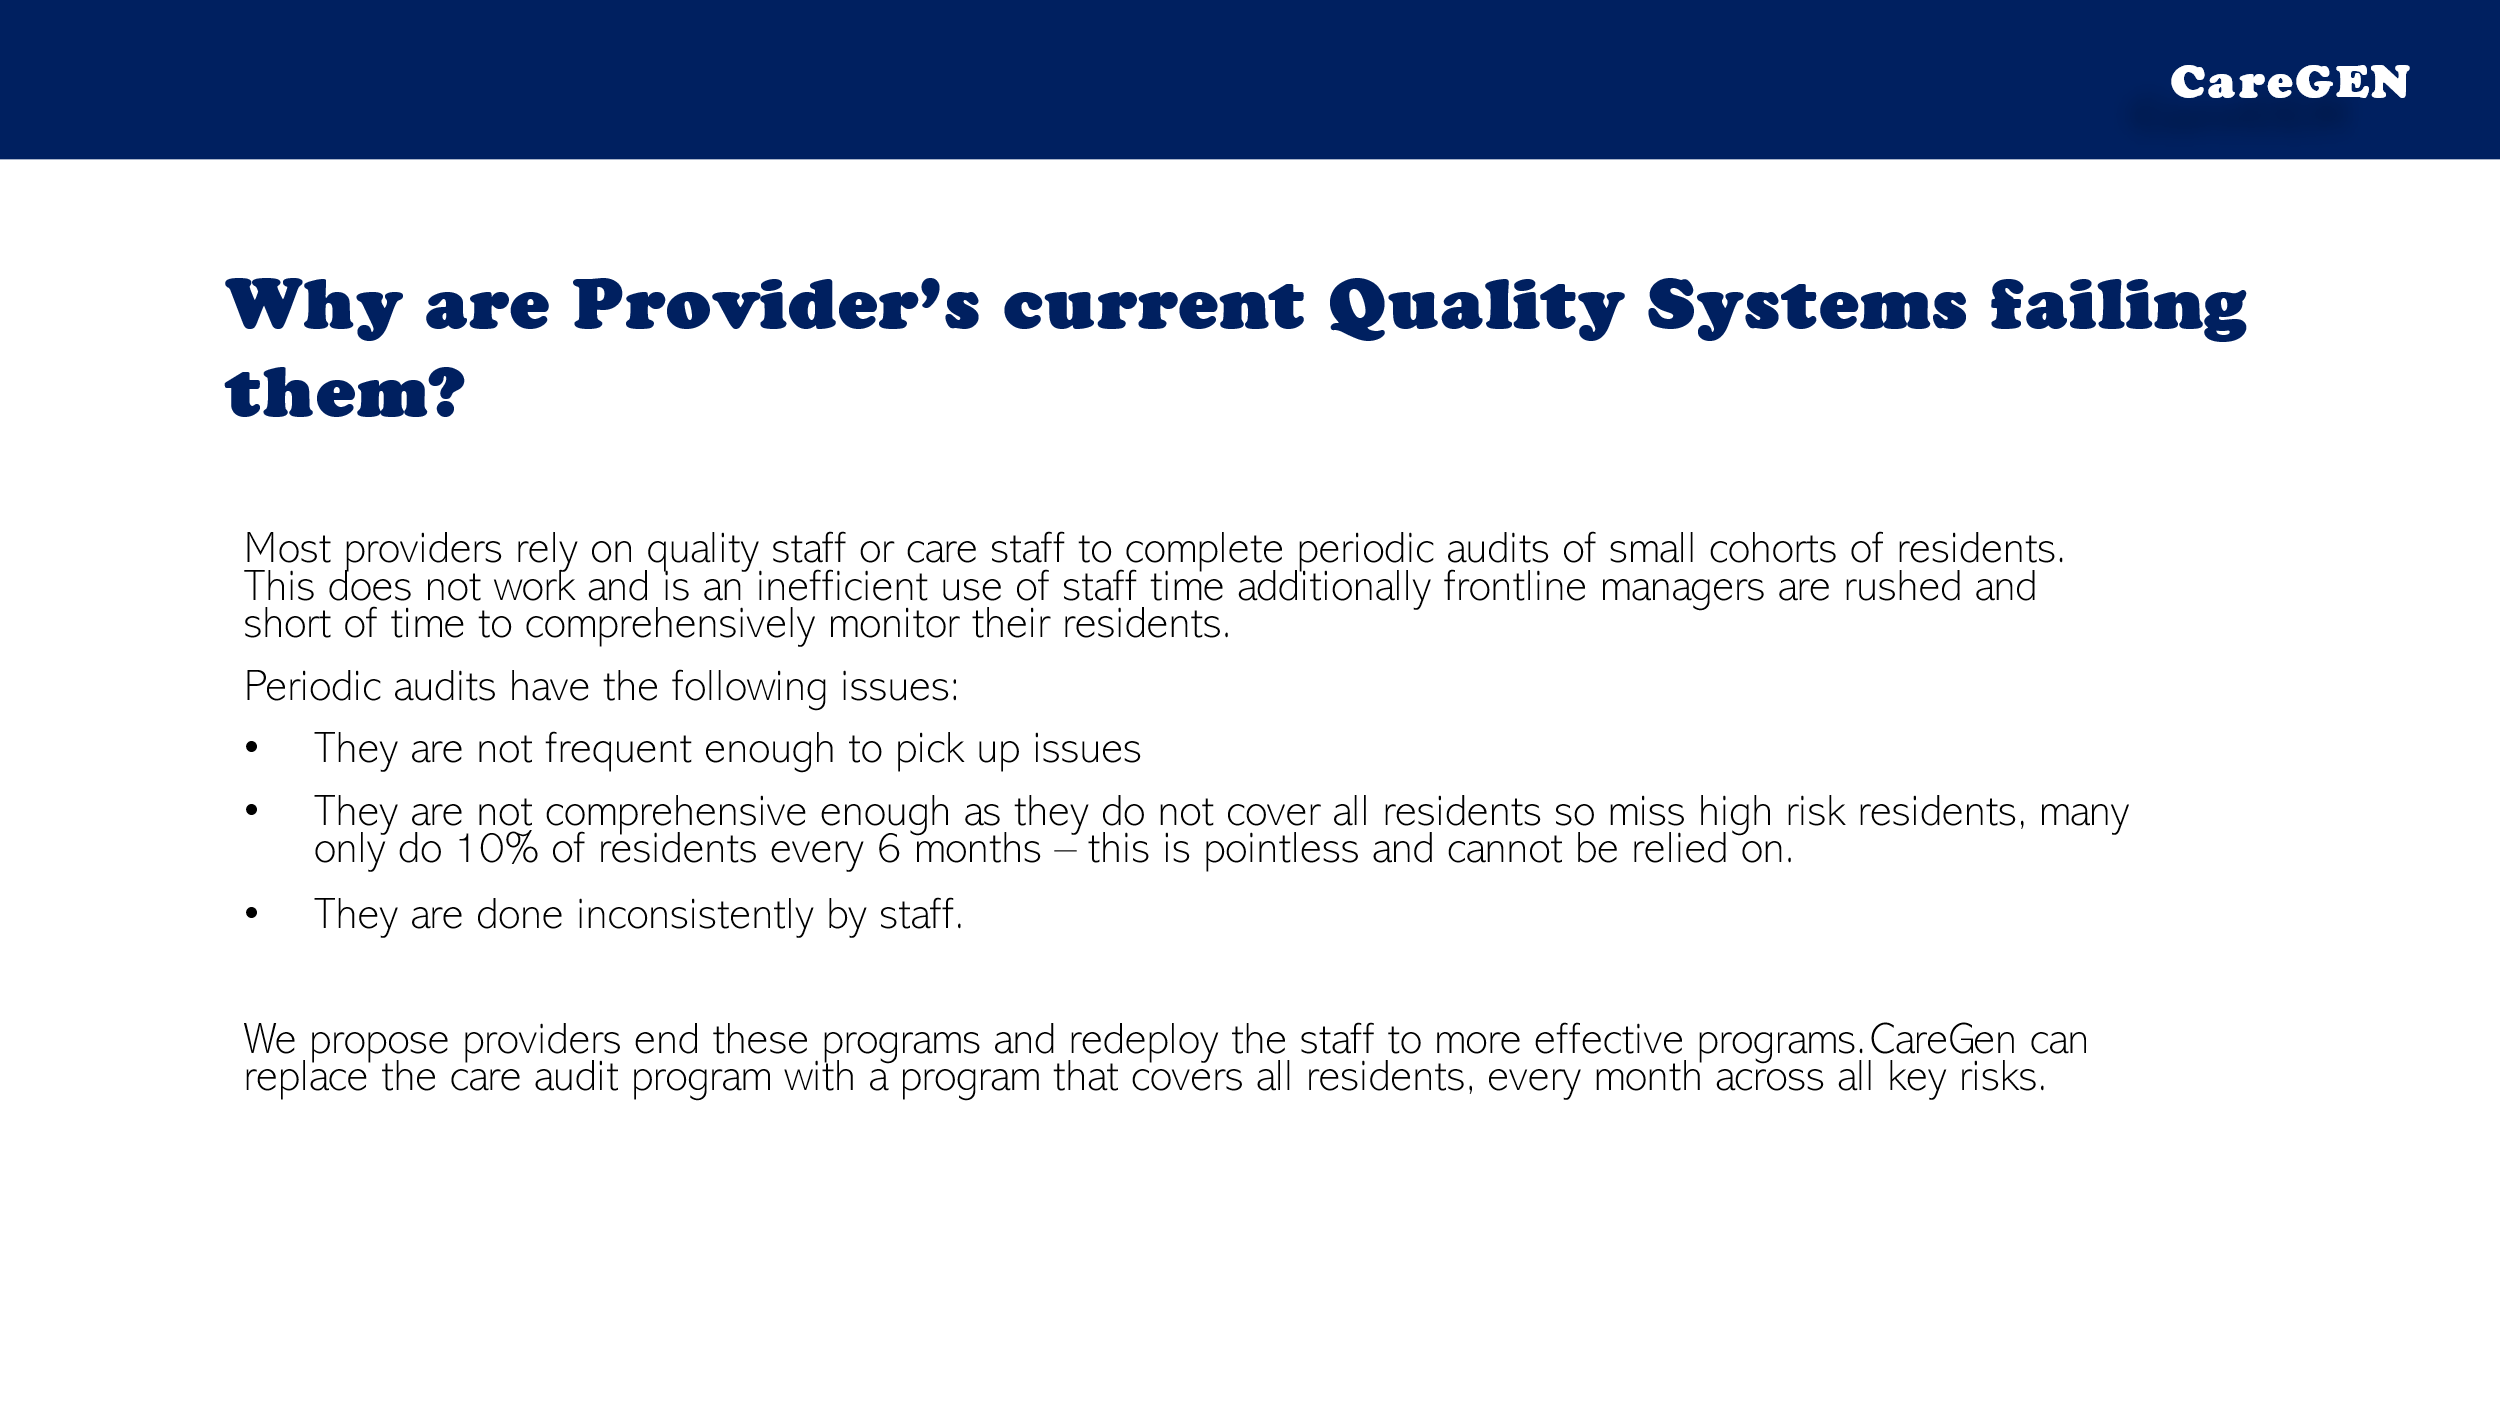 CareGEN
Why are Provider’s current Quality Systems failing
them?
Most providers rely on quality staff or care staff to complete periodic audits of small cohorts of residents.
This does not work and is an inefficient use of staff time additionally frontline managers are rushed and
short of time to comprehensively monitor their residents.
Periodic audits have the following issues:
• They are not frequent enough to pick up issues
• They are not comprehensive enough as they do not cover all residents so miss high risk residents, many
only do 10% of residents every 6 months – this is pointless and cannot be relied on.
• They are done inconsistently by staff.
We propose providers end these programs and redeploy the staff to more effective programs. CareGen can
replace the care audit program with a program that covers all residents, every month across all key risks.